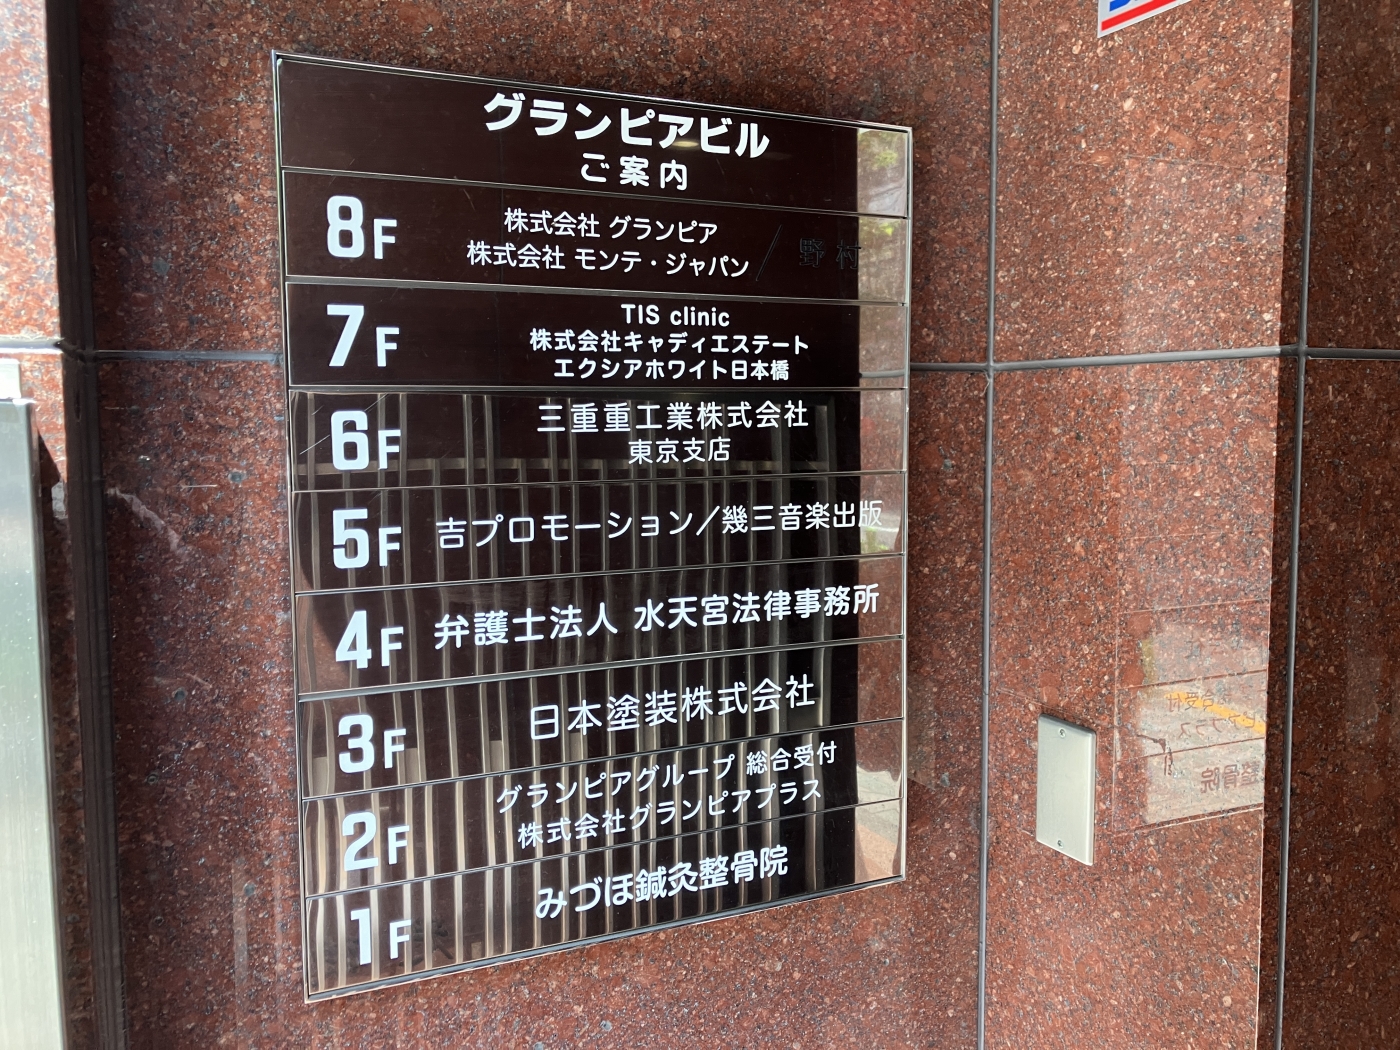 グランピアビル
ご案内
8F
株式会社 グランピア
株式会社 モンテ・ジャパン / 野村
7F
TIS clinic
株式会社キャディエステート
エクシアホワイト日本橋
6F
三重重工業株式会社
東京支店
5F
吉プロモーション/幾三音楽出版
4F
弁護士法人 水天宮法律事務所
3F
日本塗装株式会社
2F
グランピアグループ 総合受付
株式会社グランピアプラス
1F
みづほ鍼灸整骨院